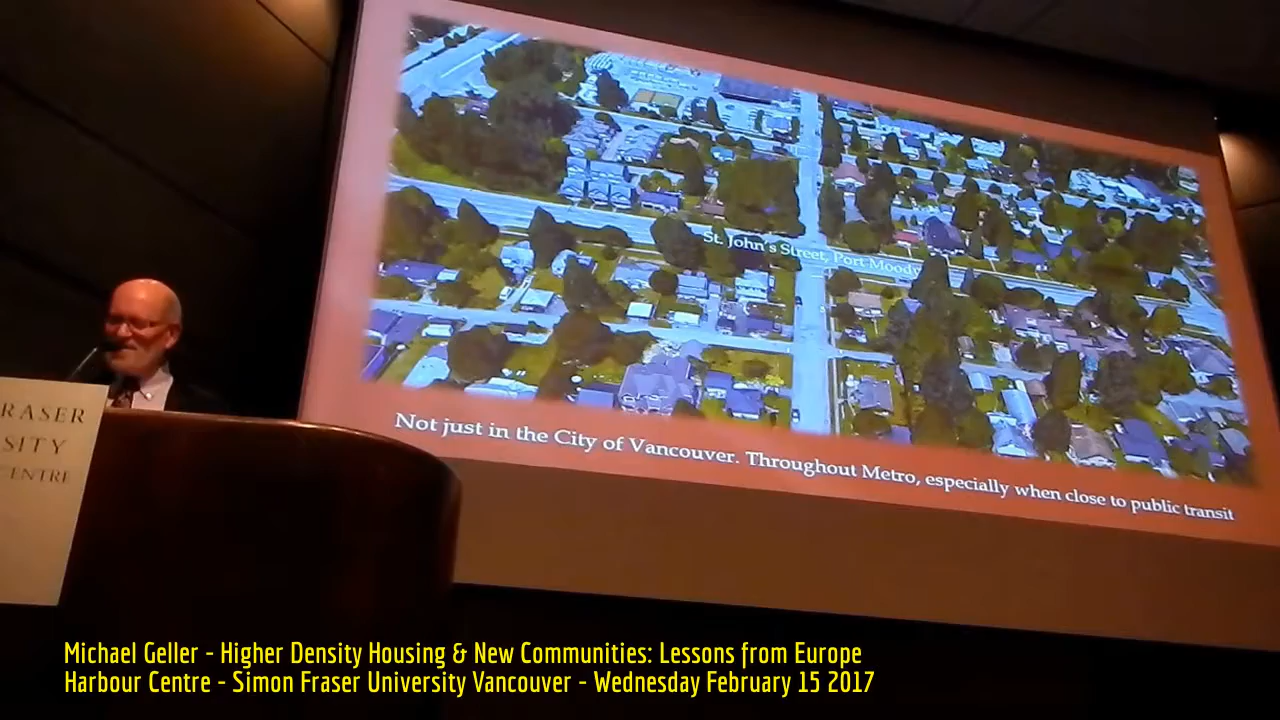 St. John's Street, Port Moody
Not just in the City of Vancouver. Throughout Metro, especially when close to public transit
RASER
SITY
CENTRE
Michael Geller - Higher Density Housing & New Communities: Lessons from Europe
Harbour Centre - Simon Fraser University Vancouver - Wednesday February 15 2017